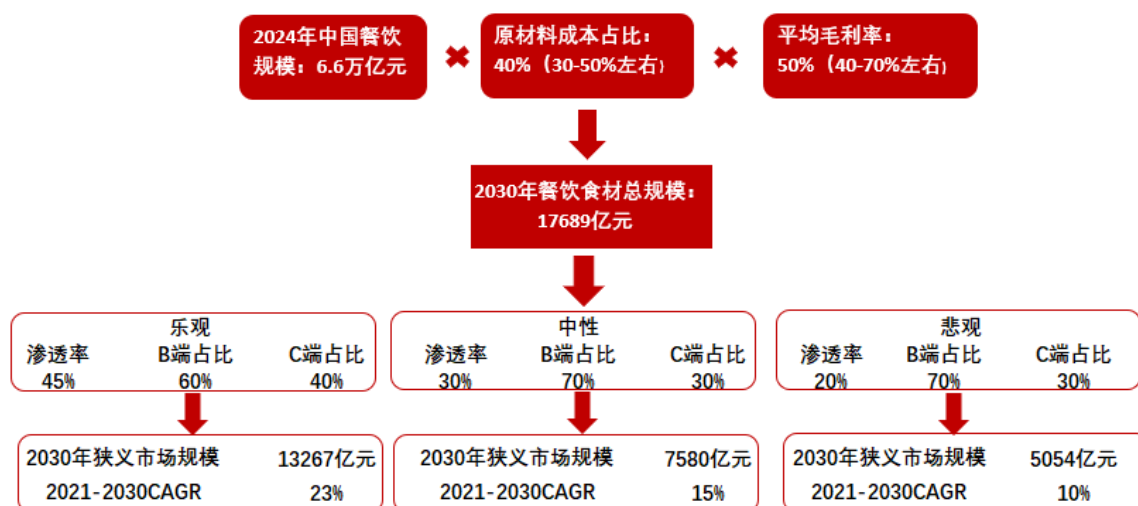 2024年中国餐饮
规模：6.6万亿元
原材料成本占比：
40%（30-50%左右）
平均毛利率：
50%（40-70%左右）
2030年餐饮食材总规模：
17689亿元
乐观
渗透率 B端占比 C端占比
45% 60% 40%
中性
渗透率 B端占比 C端占比
30% 70% 30%
悲观
渗透率 B端占比 C端占比
20% 70% 30%
2030年狭义市场规模 13267亿元
2021-2030CAGR 23%
2030年狭义市场规模 7580亿元
2021-2030CAGR 15%
2030年狭义市场规模 5054亿元
2021-2030CAGR 10%